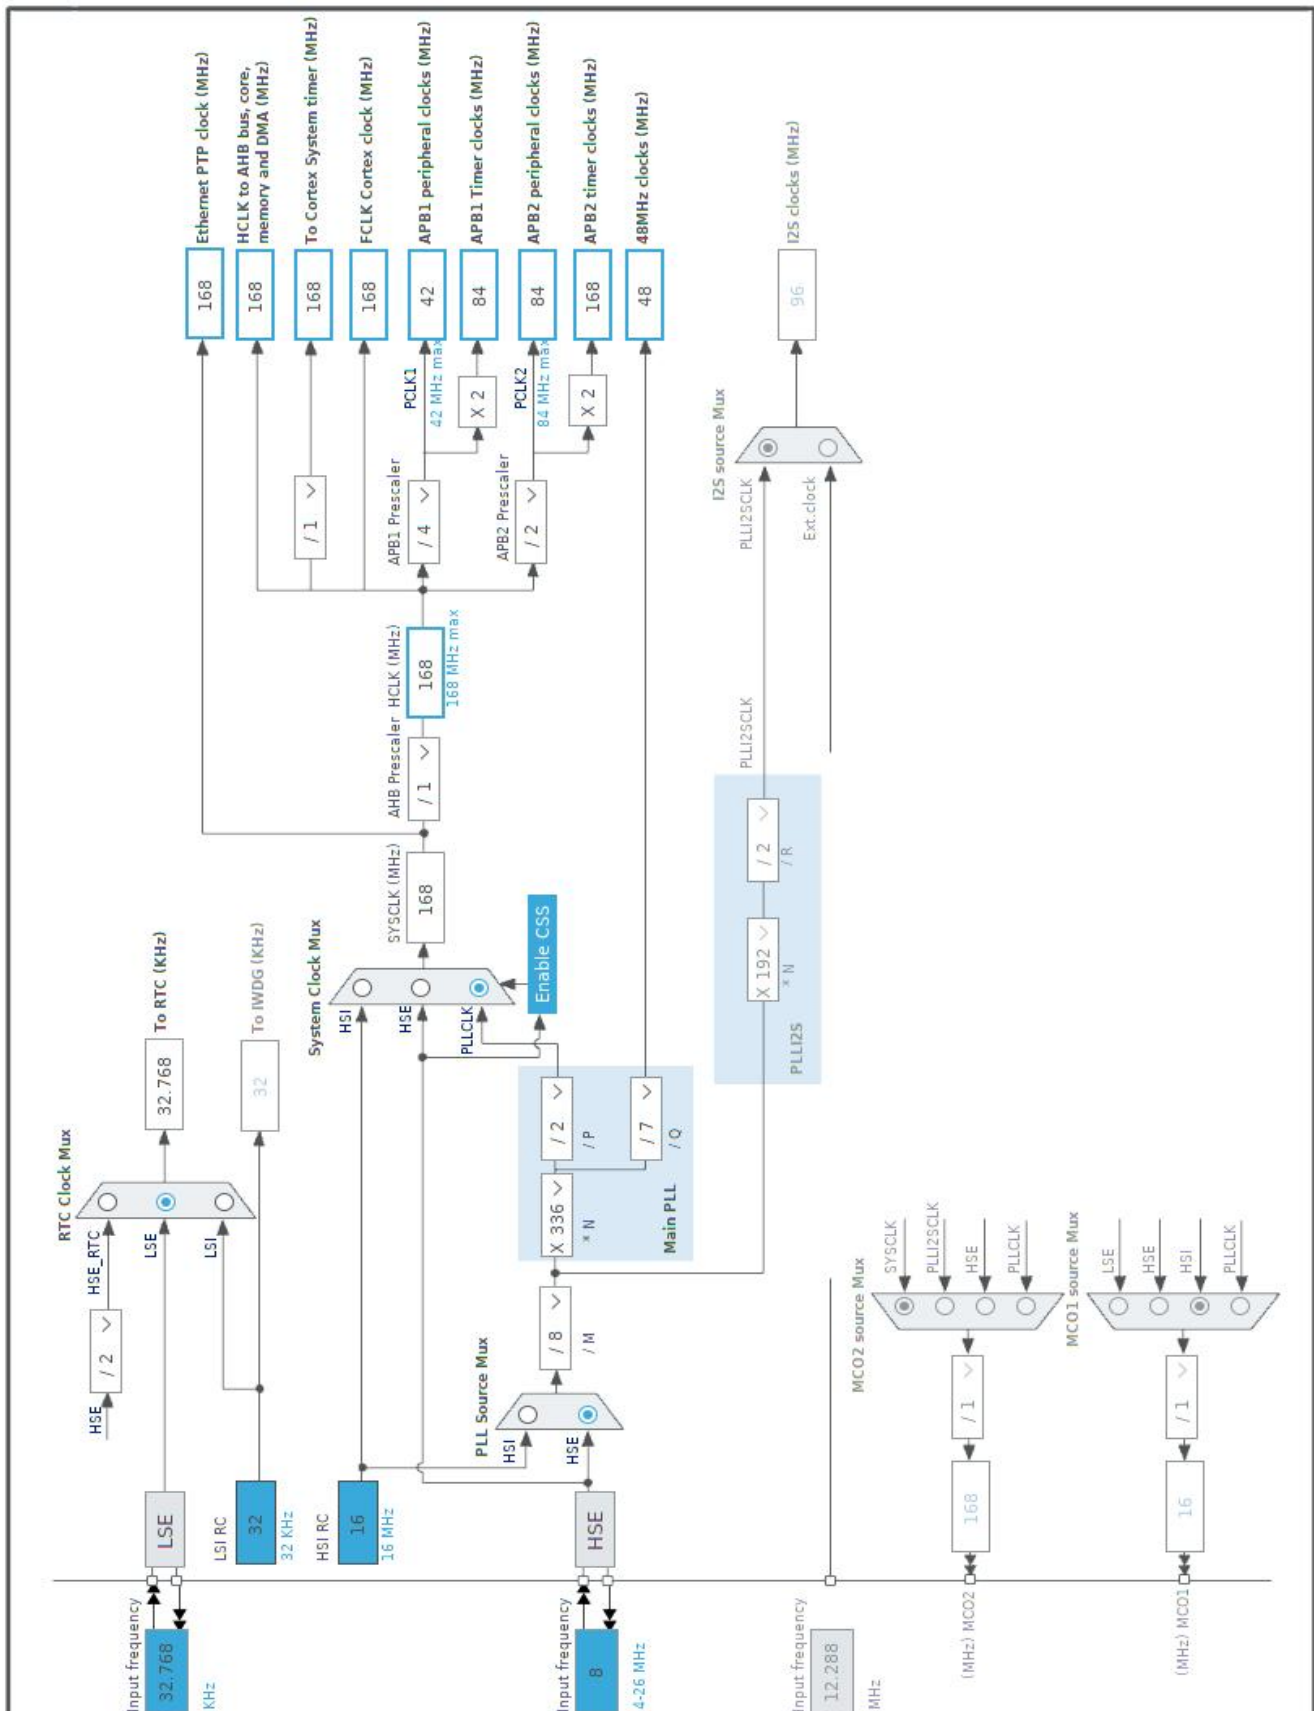 Input frequency
32.768
KHz
LSE
HSE
/ 2
HSE_RTC
LSE
LSI
RTC Clock Mux
32.768
To RTC (KHz)
LSI RC
32
32 KHz
32
To IWDG (KHz)
HSI RC
16
16 MHz
Input frequency
8
4-26 MHz
HSE
PLL Source Mux
HSI
HSE
/ 8
/ M
X 336
* N
/ 2
/ P
/ 7
/ Q
Main PLL
System Clock Mux
HSI
HSE
PLLCLK
Enable CSS
SYSCLK (MHz)
168
AHB Prescaler
/ 1
HCLK (MHz)
168
168 MHz max
/ 1
APB1 Prescaler
/ 4
PCLK1
42 MHz max
X 2
APB2 Prescaler
/ 2
PCLK2
84 MHz max
X 2
168
Ethernet PTP clock (MHz)
168
HCLK to AHB bus, core,
memory and DMA (MHz)
168
To Cortex System timer (MHz)
168
FCLK Cortex clock (MHz)
42
APB1 peripheral clocks (MHz)
84
APB1 Timer clocks (MHz)
84
APB2 peripheral clocks (MHz)
168
APB2 timer clocks (MHz)
48
48MHz clocks (MHz)
PLLI2S
X 192
* N
/ 2
/ R
PLLI2SCLK
PLLI2SCLK
Ext.clock
I2S source Mux
96
I2S clocks (MHz)
Input frequency
12.288
MHz
MCO2 source Mux
SYSCLK
PLLI2SCLK
HSE
PLLCLK
/ 1
168
(MHz) MCO2
MCO1 source Mux
LSE
HSE
HSI
PLLCLK
/ 1
16
(MHz) MCO1